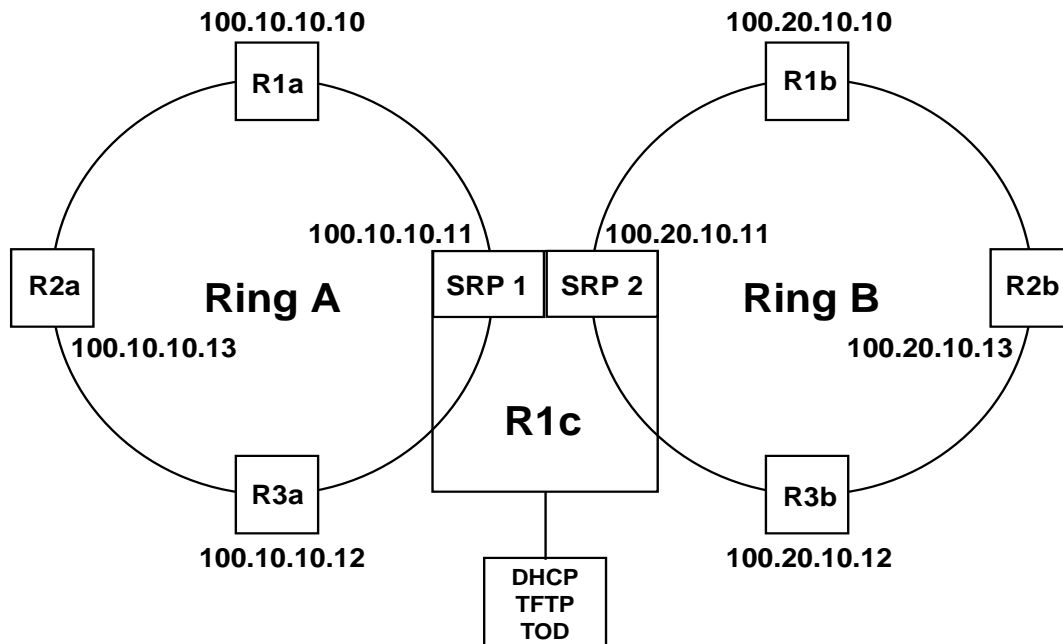 100.10.10.10
100.20.10.10
R1a
R1b
100.10.10.11
100.20.10.11
R2a
Ring A
SRP 1
SRP 2
Ring B
R2b
100.10.10.13
100.20.10.13
R1c
R3a
R3b
100.10.10.12
100.20.10.12
DHCP
TFTP
TOD